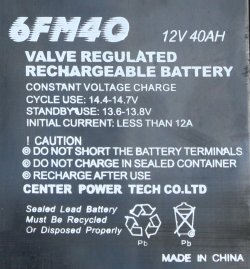 6FM40 12V 40AH
VALVE REGULATED
RECHARGEABLE BATTERY
CONSTANT VOLTAGE CHARGE
CYCLE USE: 14.4-14.7V
STANDBY USE: 13.6-13.8V
INITIAL CURRENT: LESS THAN 12A
CAUTION:
DO NOT SHORT THE BATTERY TERMINALS
DO NOT CHARGE IN SEALED CONTAINER
RECHARGE AFTER USE
CENTER POWER TECH CO.LTD
Sealed Lead Battery
Must Be Recycled
Or Disposed Properly
Pb Pb
MADE IN CHINA